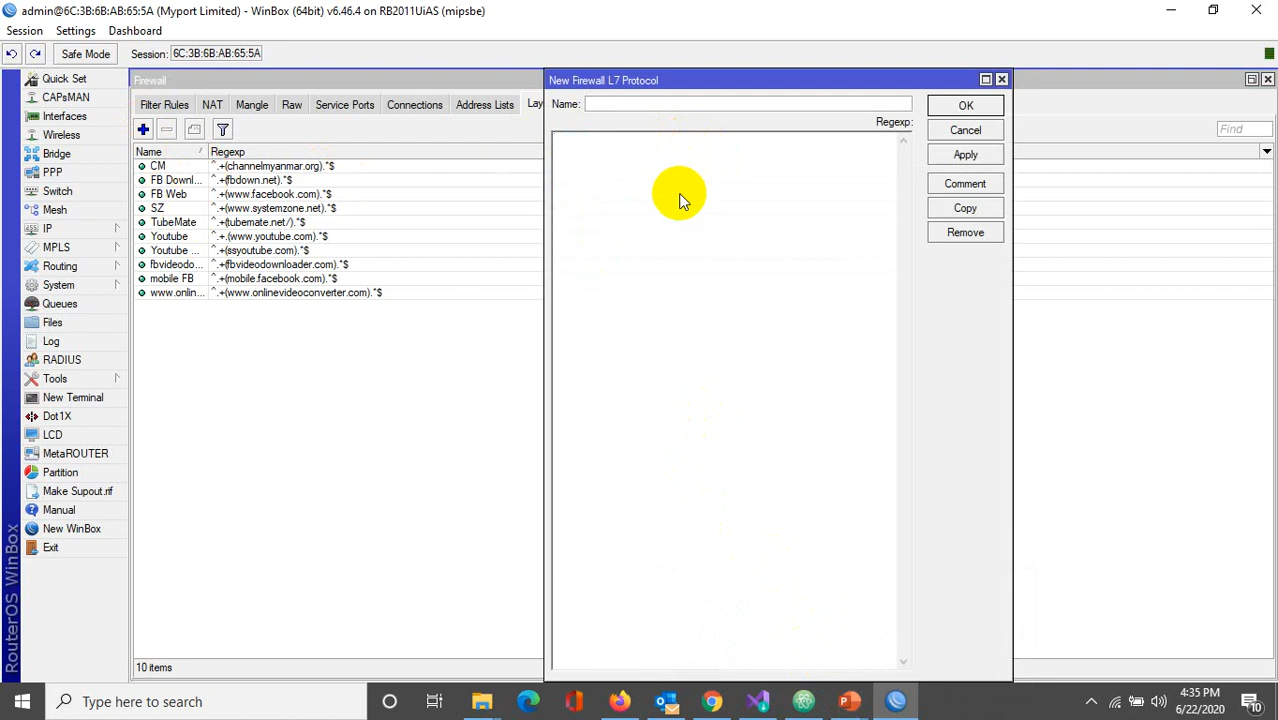 admin@6C:3B:6B:AB:65:5A (Myport Limited) - WinBox (64bit) v6.46.4 on RB2011UiAS (mipsbe)
Session Settings Dashboard
Safe Mode Session: 6C:3B:6B:AB:65:5A
Quick Set
CAPsMAN
Interfaces
Wireless
Bridge
PPP
Switch
Mesh
IP
MPLS
Routing
System
Queues
Files
Log
RADIUS
Tools
New Terminal
Dot1X
LCD
MetaROUTER
Partition
Make Supout.rif
Manual
New WinBox
Exit
RouterOS WinBox
Firewall
Filter Rules NAT Mangle Raw Service Ports Connections Address Lists Lay
Find
Name Regexp
CM ^.+(channelmyanmar.org).*$
FB Downl... ^.+(fbdown.net).*$
FB Web ^.+(www.facebook.com).*$
SZ ^.+(www.systemzone.net).*$
TubeMate ^.+(tubemate.net/).*$
Youtube ^.+.(www.youtube.com).*$
Youtube ... ^.+(ssyoutube.com).*$
fbvideodo... ^.+(fbvideodownloader.com).*$
mobile FB ^.+(mobile.facebook.com).*$
www.onlin... ^.+(www.onlinevideoconverter.com).*$
10 items
New Firewall L7 Protocol
Name:
Regexp:
OK
Cancel
Apply
Comment
Copy
Remove
Type here to search
4:35 PM
6/22/2020
10